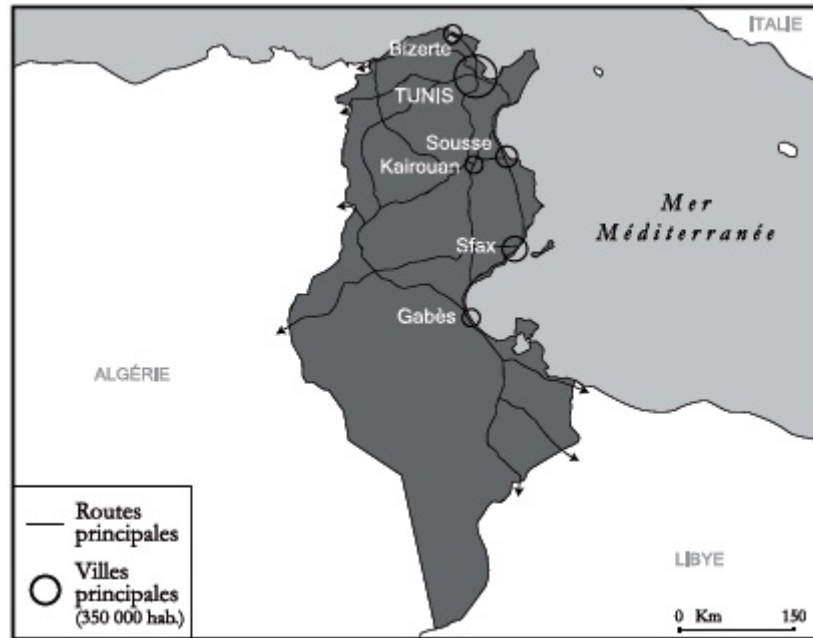 ITALIE
Bizerte
TUNIS
Sousse
Kairouan
Mer
Méditerranée
Sfax
Gabès
ALGÉRIE
Routes
principales
Villes
principales
(350 000 hab.)
LIBYE
0 Km 150